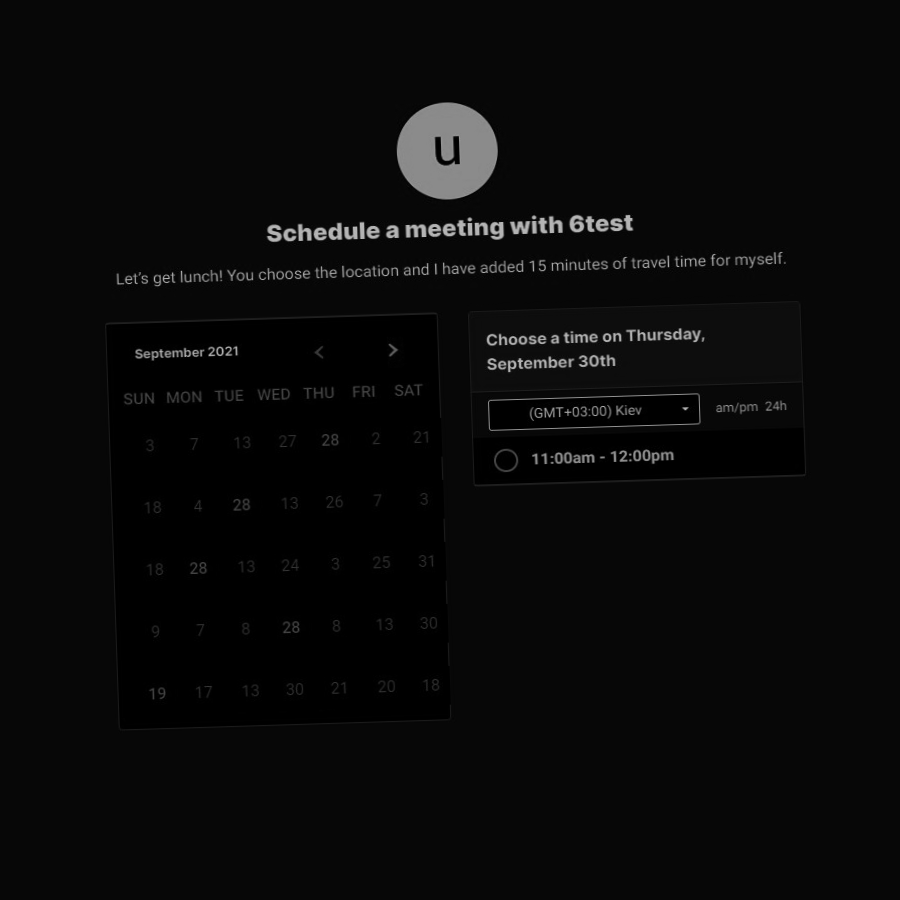 u
Schedule a meeting with 6test
Let's get lunch! You choose the location and I have added 15 minutes of travel time for myself.
September 2021
SUN MON TUE WED THU FRI SAT
3 7 13 27 28 2 21
18 4 28 13 26 7 3
18 28 13 24 3 25 31
9 7 8 28 8 13 30
19 17 13 30 21 20 18
Choose a time on Thursday,
September 30th
(GMT+03:00) Kiev am/pm 24h
11:00am - 12:00pm